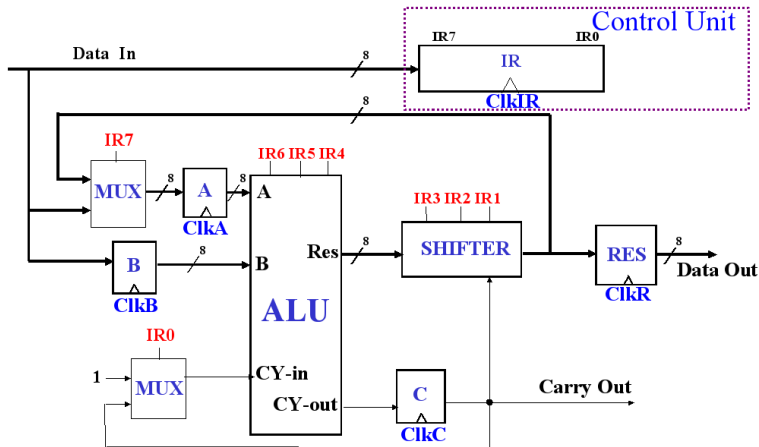 Control Unit
IR7 IR0
Data In 8 IR
ClkIR
8
IR7
IR6 IR5 IR4
MUX 8 A 8 A
ClkA
IR3 IR2 IR1
B 8 B Res 8 SHIFTER RES 8
ClkB ClkR Data Out
ALU
IR0
1 MUX CY-in
CY-out C Carry Out
ClkC